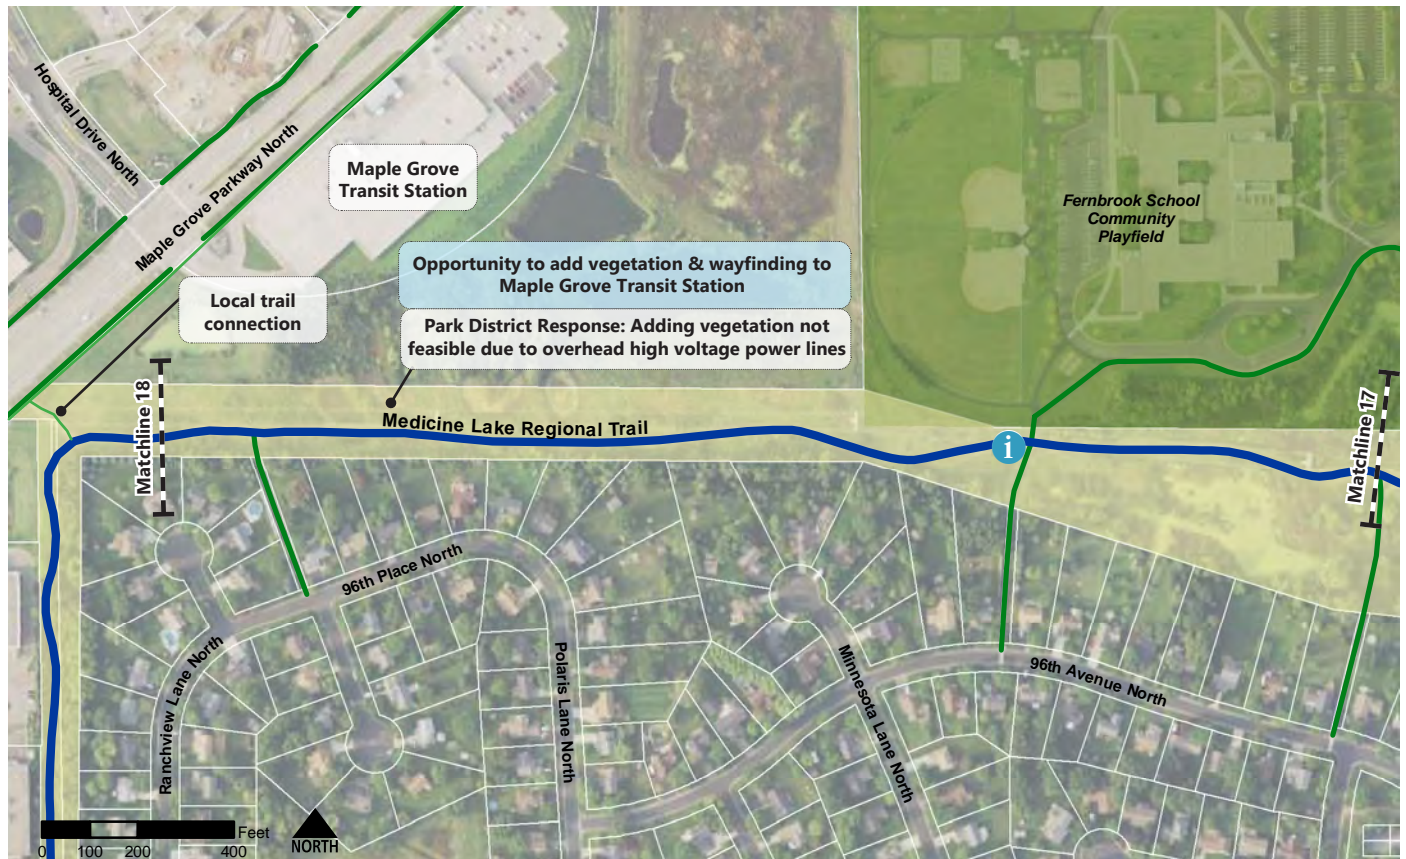 Hospital Drive North
Maple Grove Parkway North
Maple Grove
Transit Station
Fernbrook School
Community
Playfield
Opportunity to add vegetation & wayfinding to
Maple Grove Transit Station
Local trail
connection
Park District Response: Adding vegetation not
feasible due to overhead high voltage power lines
Matchline 18
Medicine Lake Regional Trail
i
Matchline 17
96th Place North
Ranchview Lane North
Polaris Lane North
Minnesota Lane North
96th Avenue North
Feet
0 100 200 400
NORTH